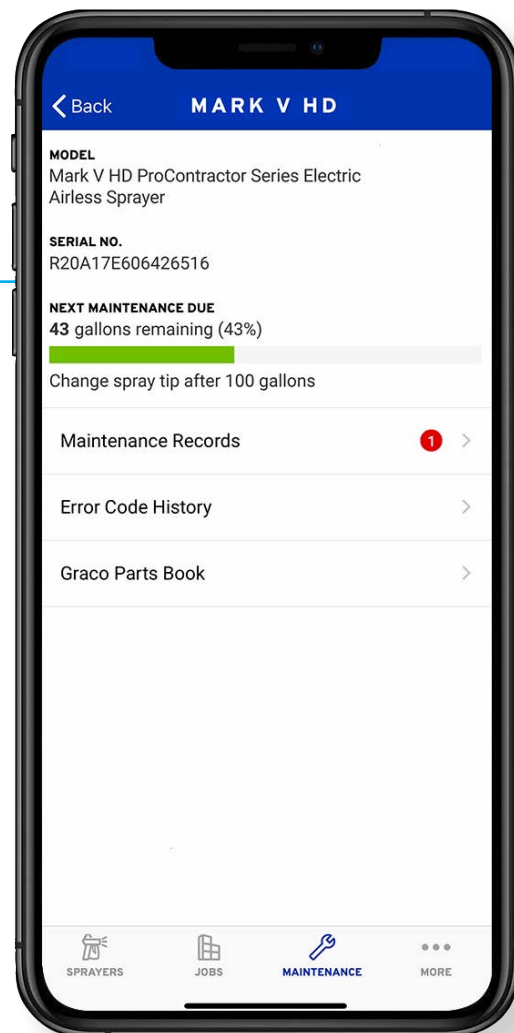 Back
MARK V HD
MODEL
Mark V HD ProContractor Series Electric
Airless Sprayer
SERIAL NO.
R20A17E606426516
NEXT MAINTENANCE DUE
43 gallons remaining (43%)
Change spray tip after 100 gallons
Maintenance Records
1
Error Code History
Graco Parts Book
SPRAYERS
JOBS
MAINTENANCE
MORE